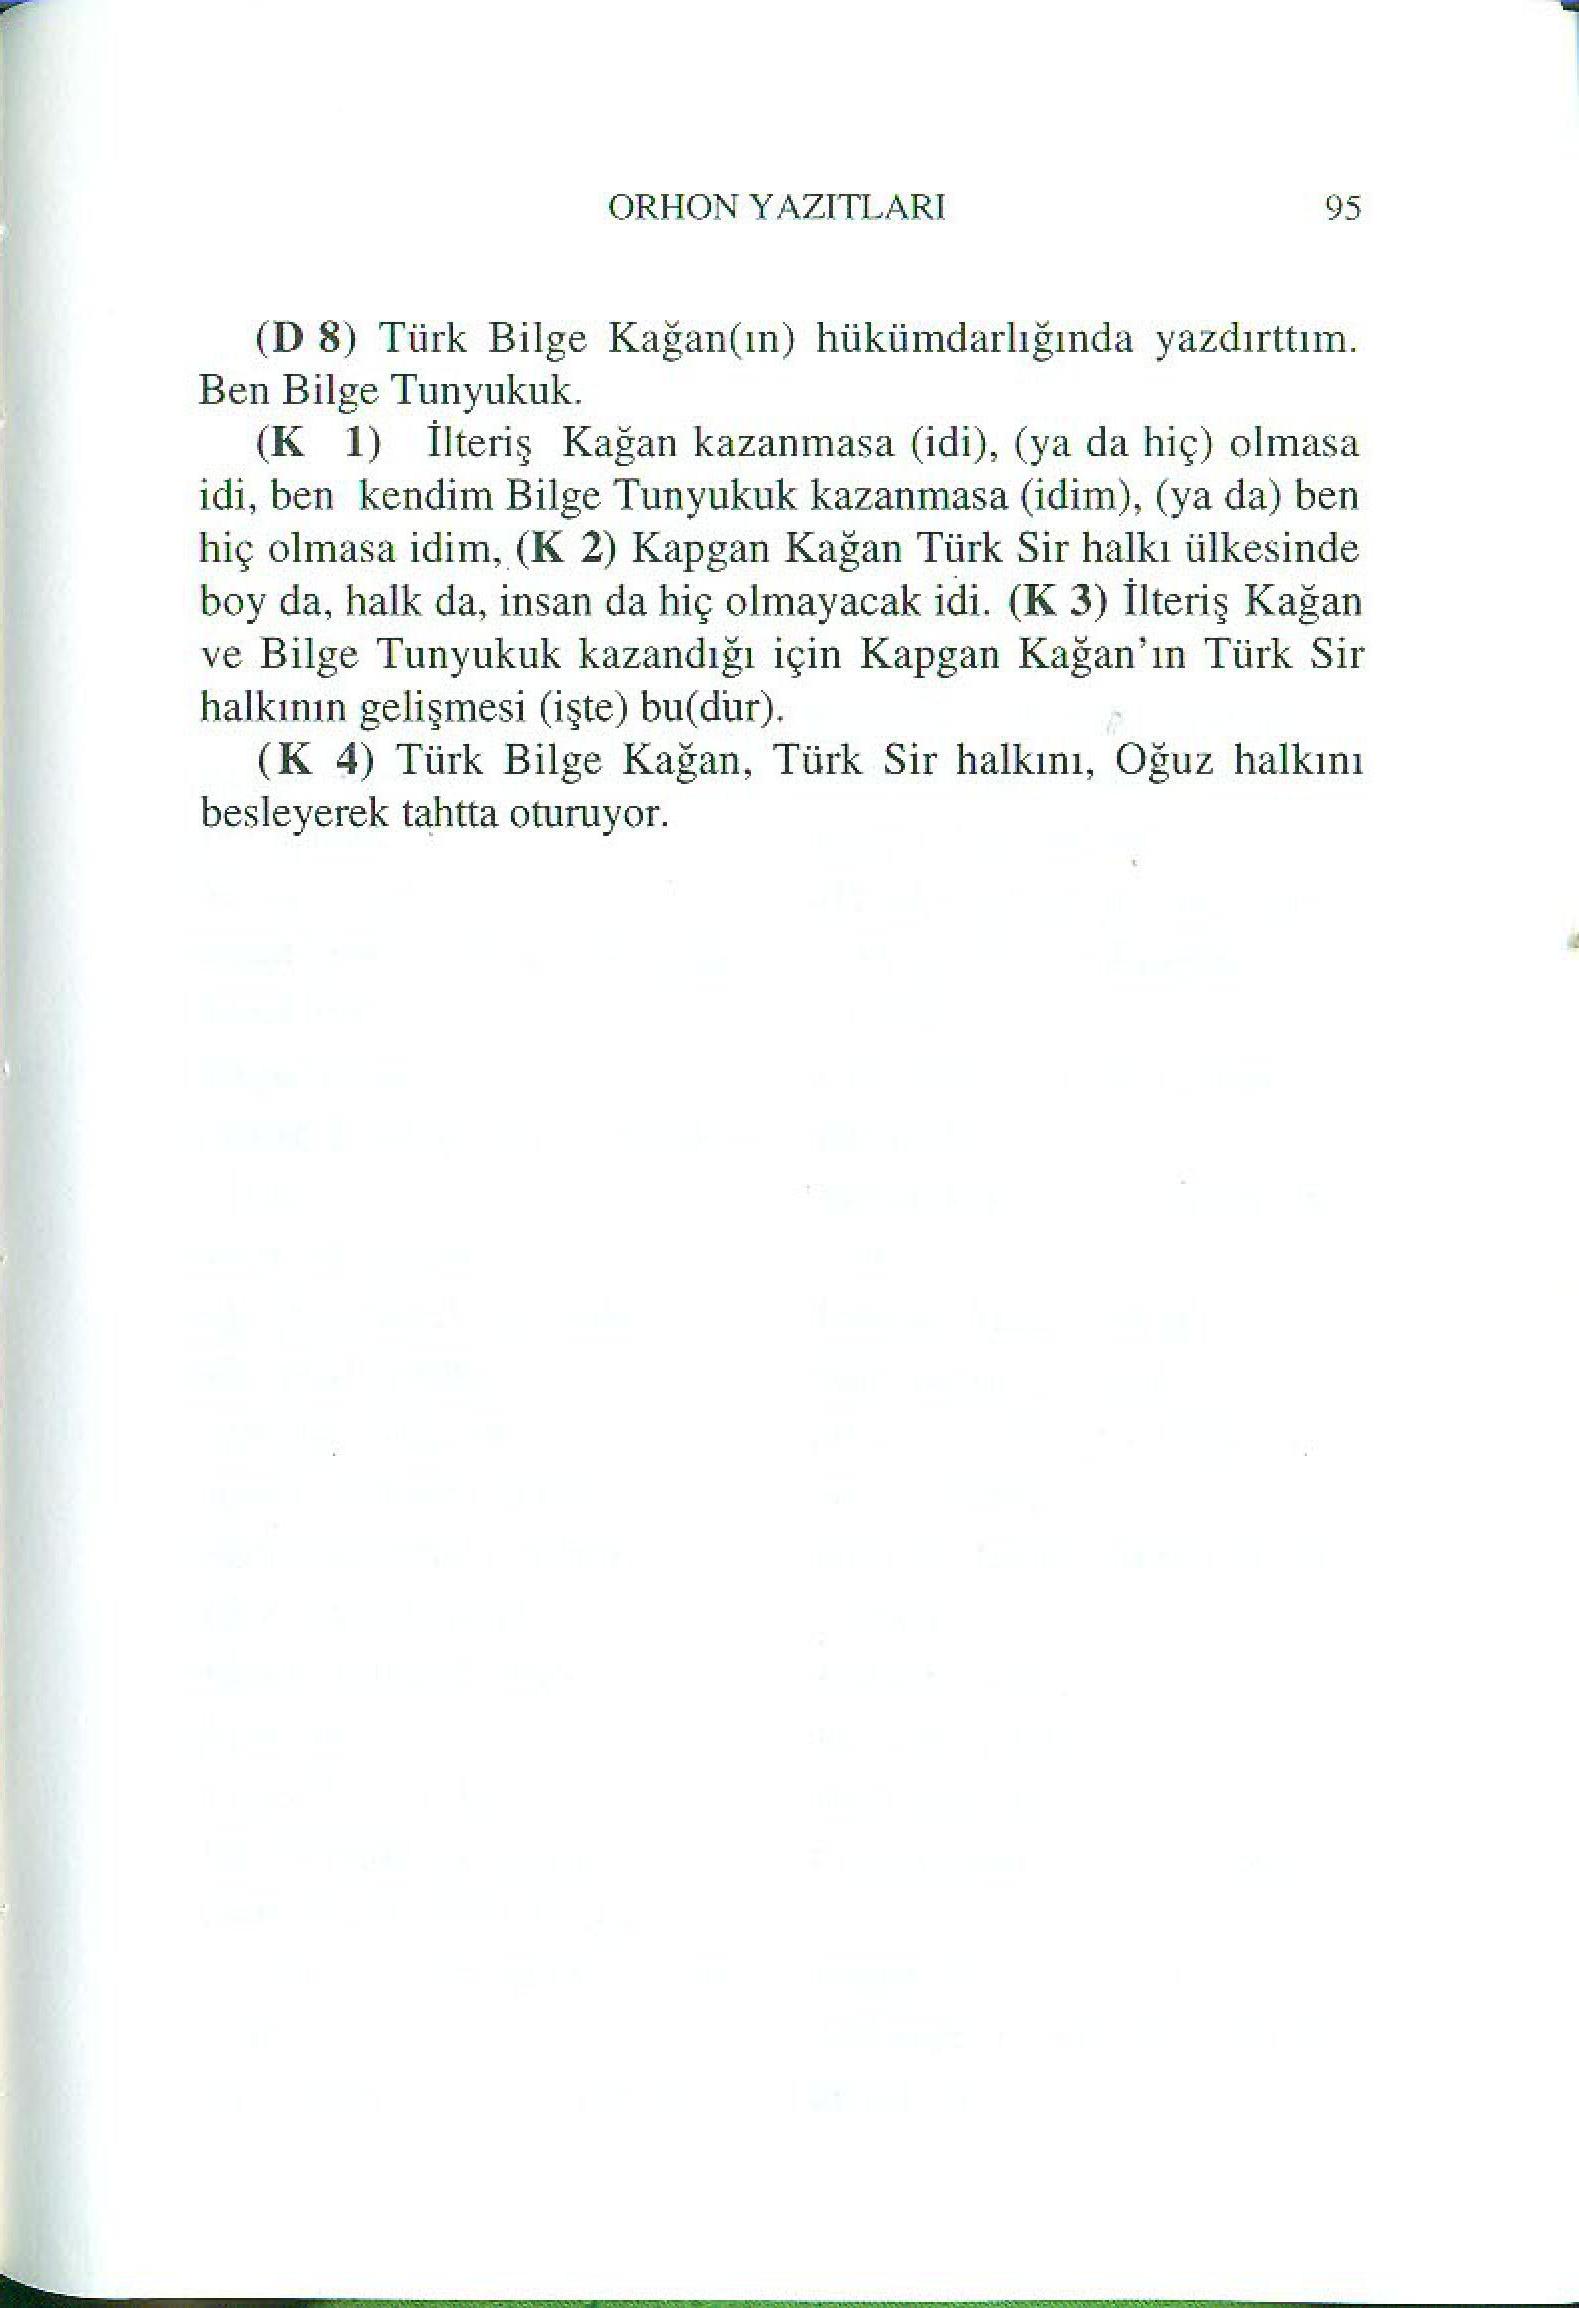 ORHON YAZITLARI 95
(D 8) Türk Bilge Kağan(ın) hükümdarlığında yazdırttım.
Ben Bilge Tunyukuk.
(K 1) İlteriş Kağan kazanmasa (idi), (ya da hiç) olmasa
idi, ben kendim Bilge Tunyukuk kazanmasa (idim), (ya da) ben
hiç olmasa idim, (K 2) Kapgan Kağan Türk Sir halkı ülkesinde
boy da, halk da, insan da hiç olmayacak idi. (K 3) İlteriş Kağan
ve Bilge Tunyukuk kazandığı için Kapgan Kağan’ın Türk Sir
halkının gelişmesi (işte) bu(dur).
(K 4) Türk Bilge Kağan, Türk Sir halkını, Oğuz halkını
besleyerek tahtta oturuyor.